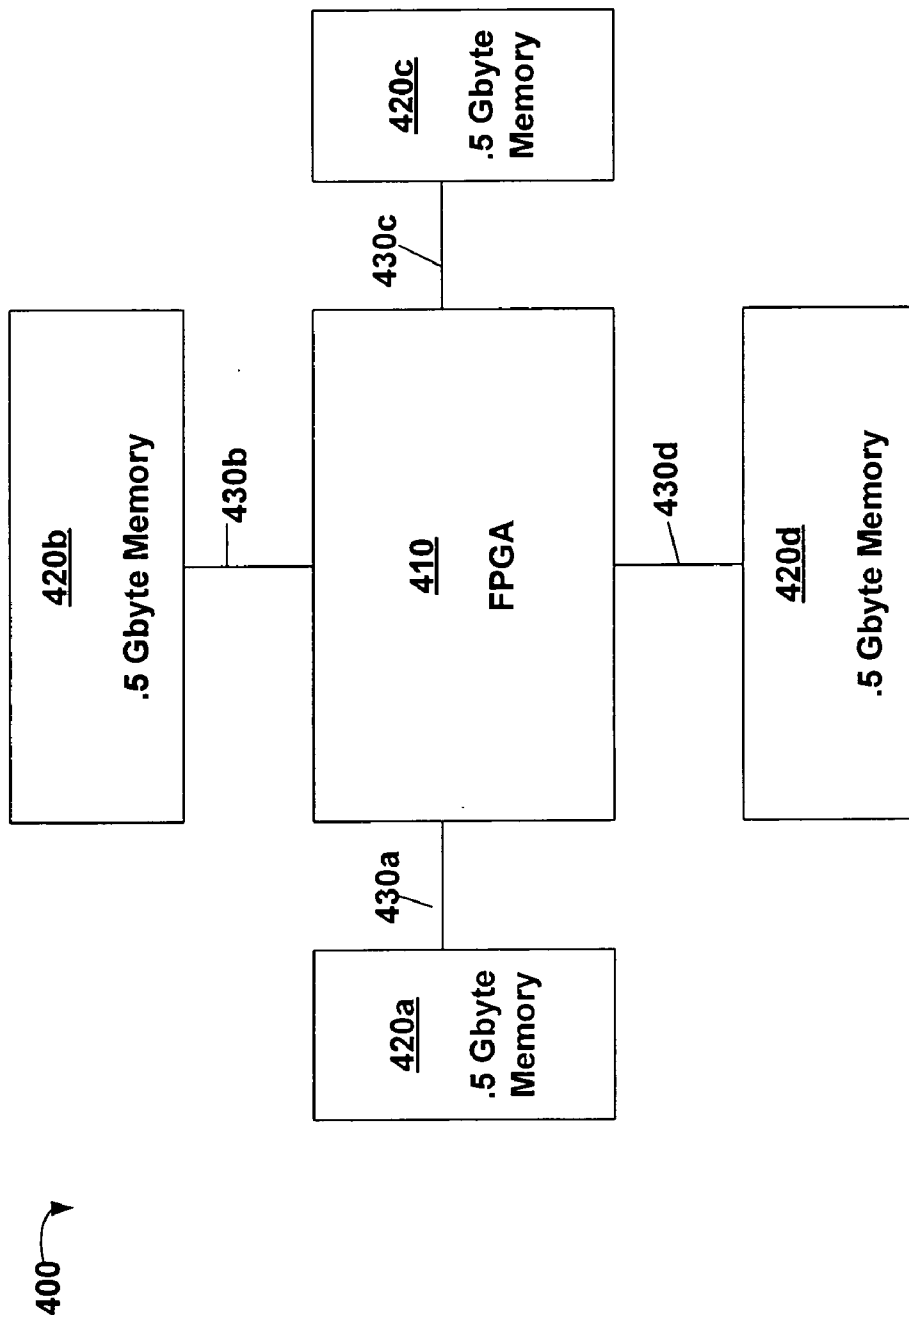 400
420b
.5 Gbyte Memory
430b
420a
.5 Gbyte
Memory
430a
410
FPGA
430c
420c
.5 Gbyte
Memory
430d
420d
.5 Gbyte Memory